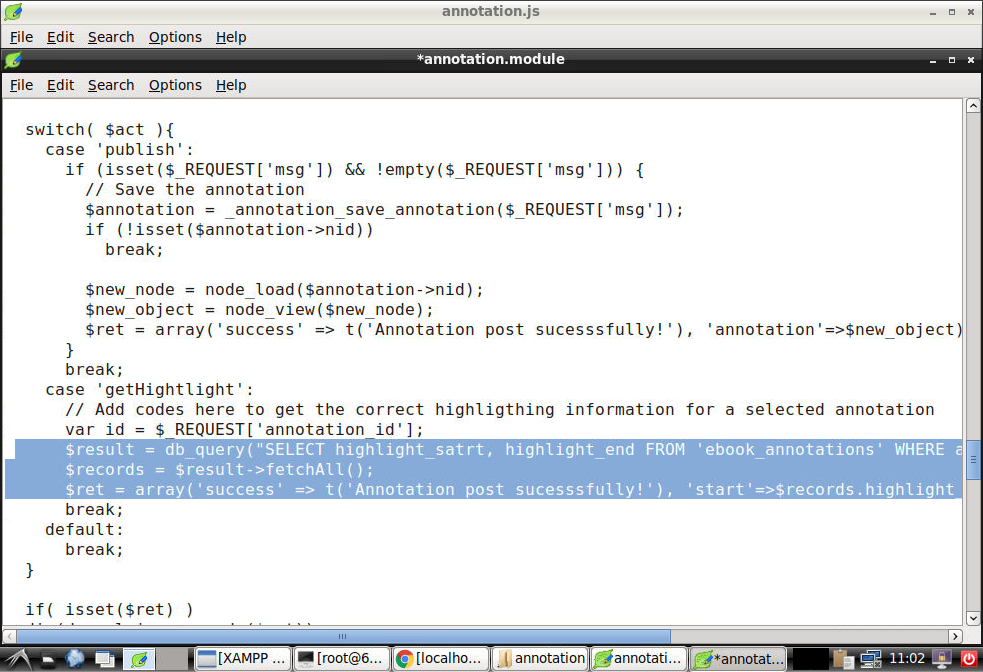 annotation.js
File Edit Search Options Help
*annotation.module
File Edit Search Options Help
switch( $act ){
case 'publish':
if (isset($_REQUEST['msg']) && !empty($_REQUEST['msg'])) {
// Save the annotation
$annotation = _annotation_save_annotation($_REQUEST['msg']);
if (!isset($annotation->nid))
break;
$new_node = node_load($annotation->nid);
$new_object = node_view($new_node);
$ret = array('success' => t('Annotation post sucesssfully!'), 'annotation'=>$new_object)
}
break;
case 'getHightlight':
// Add codes here to get the correct higligthing information for a selected annotation
var id = $_REQUEST['annotation_id'];
$result = db_query("SELECT highlight_satrt, highlight_end FROM 'ebook_annotations' WHERE a
$records = $result->fetchAll();
$ret = array('success' => t('Annotation post sucesssfully!'), 'start'=>$records.highlight
break;
default:
break;
}
if( isset($ret) )
[XAMPP ... [root@6... [localho... annotation annotati... *annotat... 11:02